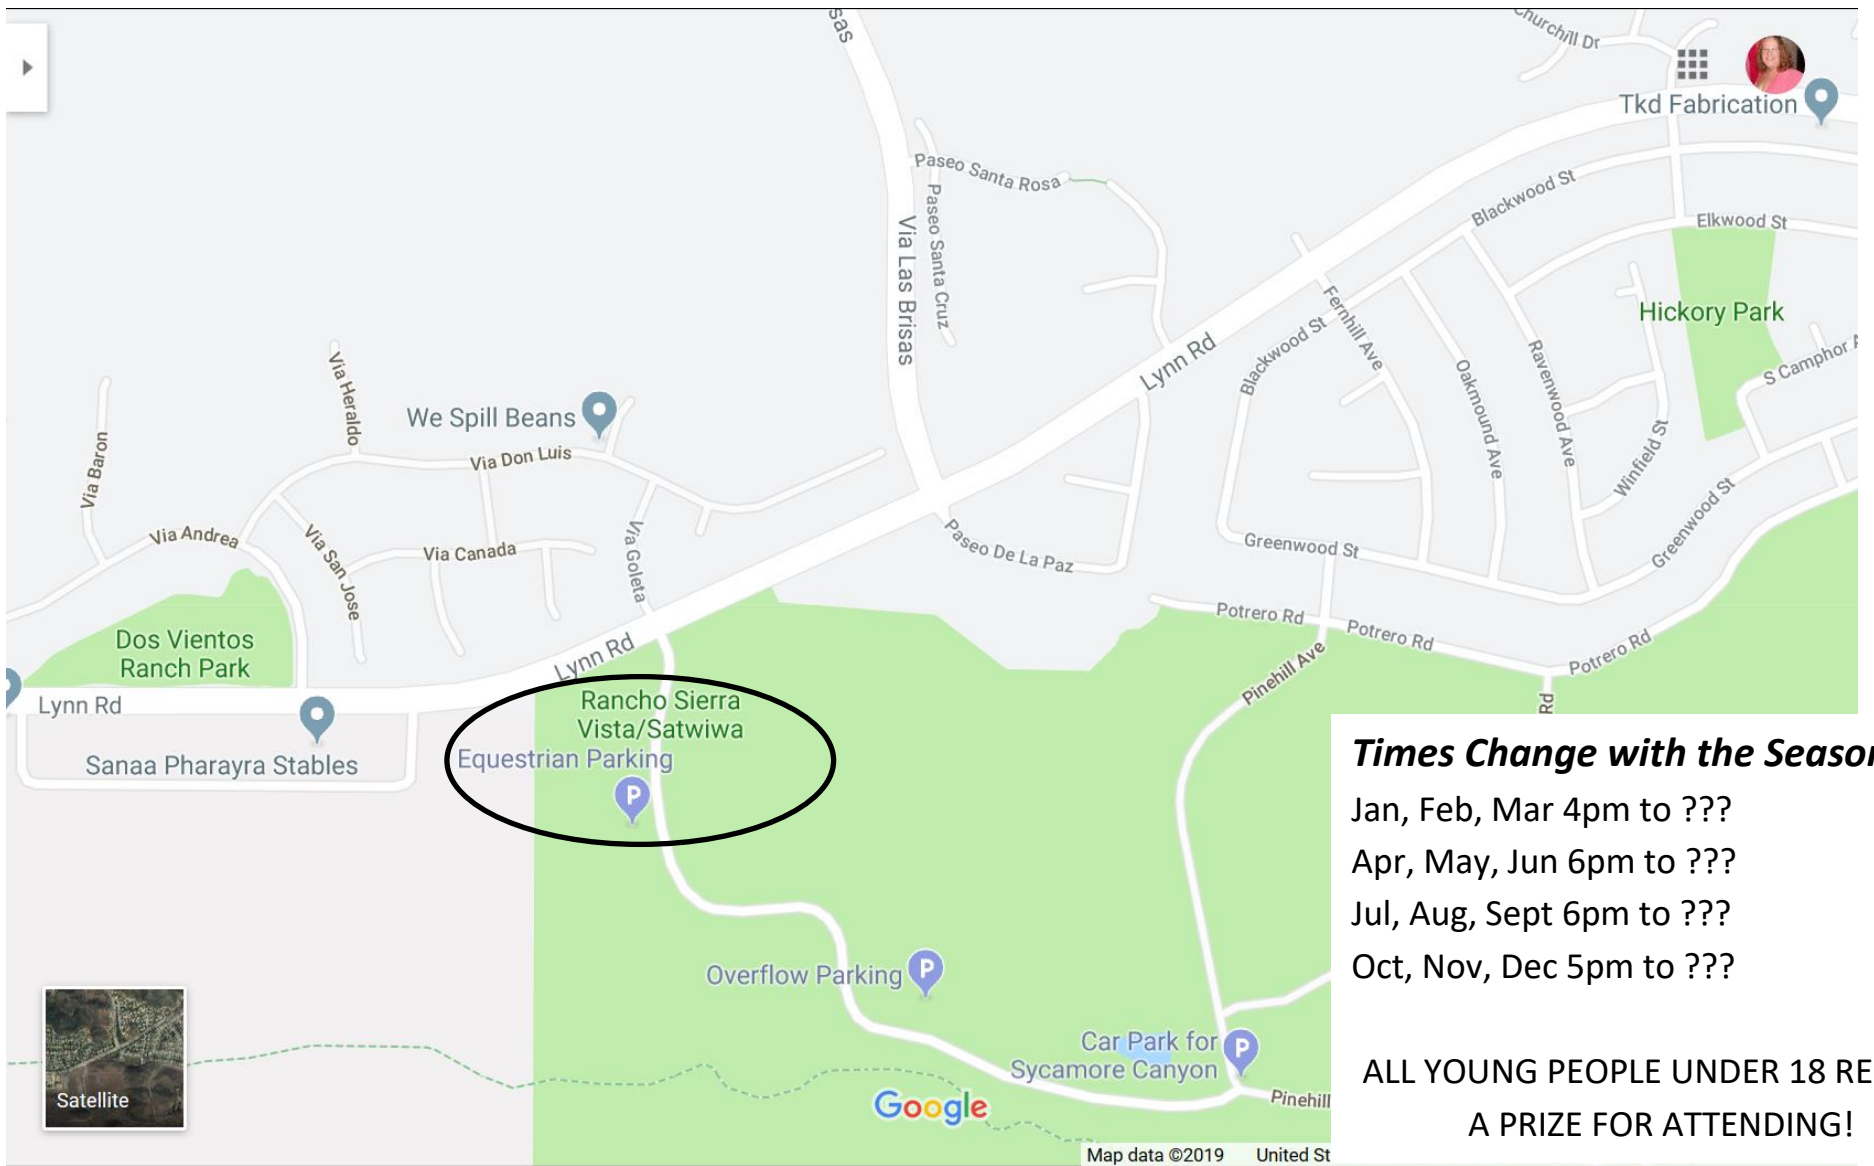 sas
Churchill Dr
Tkd Fabrication
Paseo Santa Rosa
Paseo Santa Cruz
Via Las Brisas
Blackwood St
Elkwood St
Hickory Park
Fernhill Ave
Blackwood St
Lynn Rd
Oakmound Ave
Ravenwood Ave
S Camphor A
Winfield St
Via Heraldo
We Spill Beans
Via Don Luis
Via Baron
Via Andrea
Via San Jose
Via Canada
Via Goleta
Paseo De La Paz
Greenwood St
Greenwood St
Potrero Rd
Potrero Rd
Potrero Rd
Dos Vientos
Ranch Park
Lynn Rd
Lynn Rd
Pinehill Ave
Rd
Rancho Sierra
Vista/Satwiwa
Equestrian Parking
P
Sanaa Pharayra Stables
Times Change with the Season
Jan, Feb, Mar 4pm to ???
Apr, May, Jun 6pm to ???
Jul, Aug, Sept 6pm to ???
Oct, Nov, Dec 5pm to ???
Overflow Parking
P
Car Park for
Sycamore Canyon
P
ALL YOUNG PEOPLE UNDER 18 RE
A PRIZE FOR ATTENDING!
Satellite
Google
Pinehill
Map data ©2019 United St